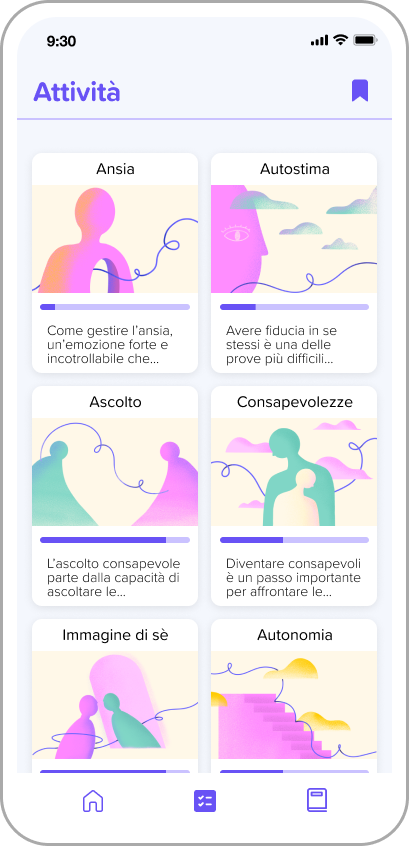 9:30
Attività
Ansia
Autostima
Come gestire l'ansia,
un'emozione forte e
incotrollabile che...
Avere fiducia in se
stessi è una delle
prove più difficili...
Ascolto
Consapevolezze
L'ascolto consapevole
parte dalla capacità di
ascoltare le...
Diventare consapevoli
è un passo importante
per affrontare le...
Immagine di sè
Autonomia